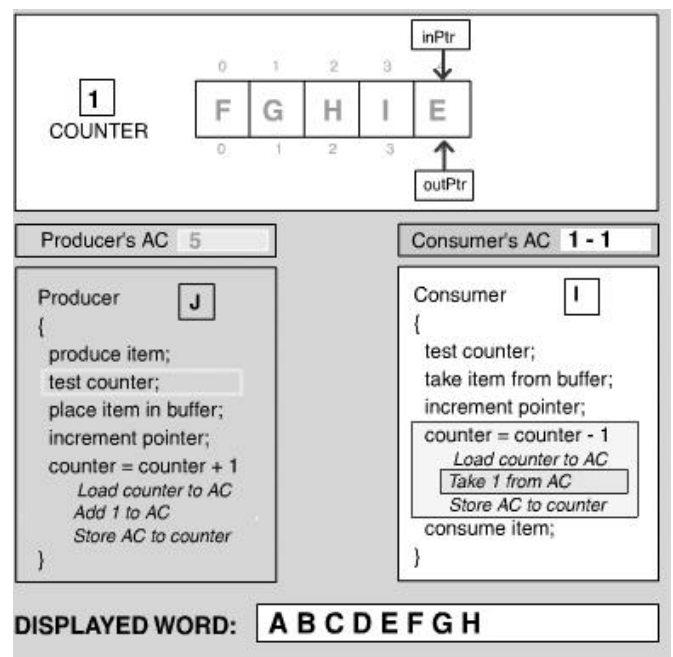 inPtr
0 1 2 3
1
F G H I E
COUNTER
0 1 2 3
outPtr
Producer's AC 5
Consumer's AC 1 - 1
Producer J
{
produce item;
test counter;
place item in buffer;
increment pointer;
counter = counter + 1
Load counter to AC
Add 1 to AC
Store AC to counter
}
Consumer I
{
test counter;
take item from buffer;
increment pointer;
counter = counter - 1
Load counter to AC
Take 1 from AC
Store AC to counter
consume item;
}
DISPLAYED WORD: A B C D E F G H